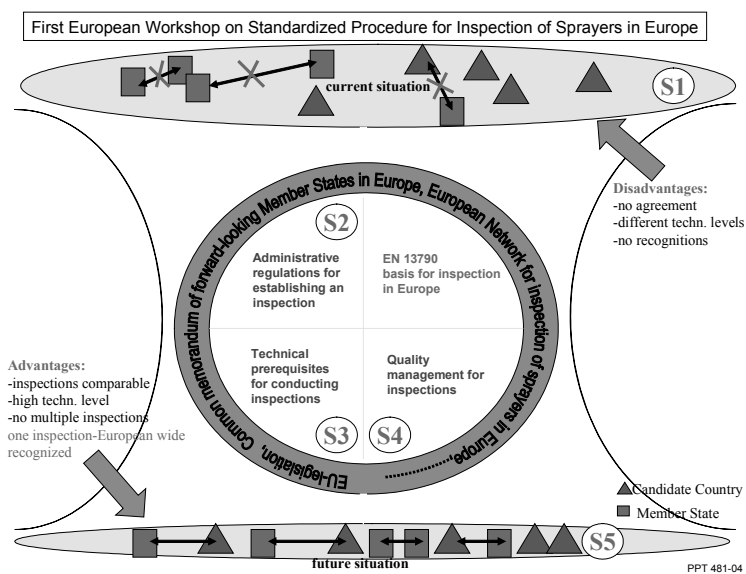 First European Workshop on Standardized Procedure for Inspection of Sprayers in Europe
current situation
S1
Disadvantages:
-no agreement
-different techn. levels
-no recognitions
EU-legislation, Common memorandum of forward-looking Member States in Europe, European Network for inspection of sprayers in Europe,...............
S2
Administrative
regulations for
establishing an
inspection
EN 13790
basis for inspection
in Europe
Technical
prerequisites
for conducting
inspections
Quality
management for
inspections
S3
S4
Advantages:
-inspections comparable
-high techn. level
-no multiple inspections
one inspection-European wide
recognized
Candidate Country
Member State
S5
future situation
PPT 481-04